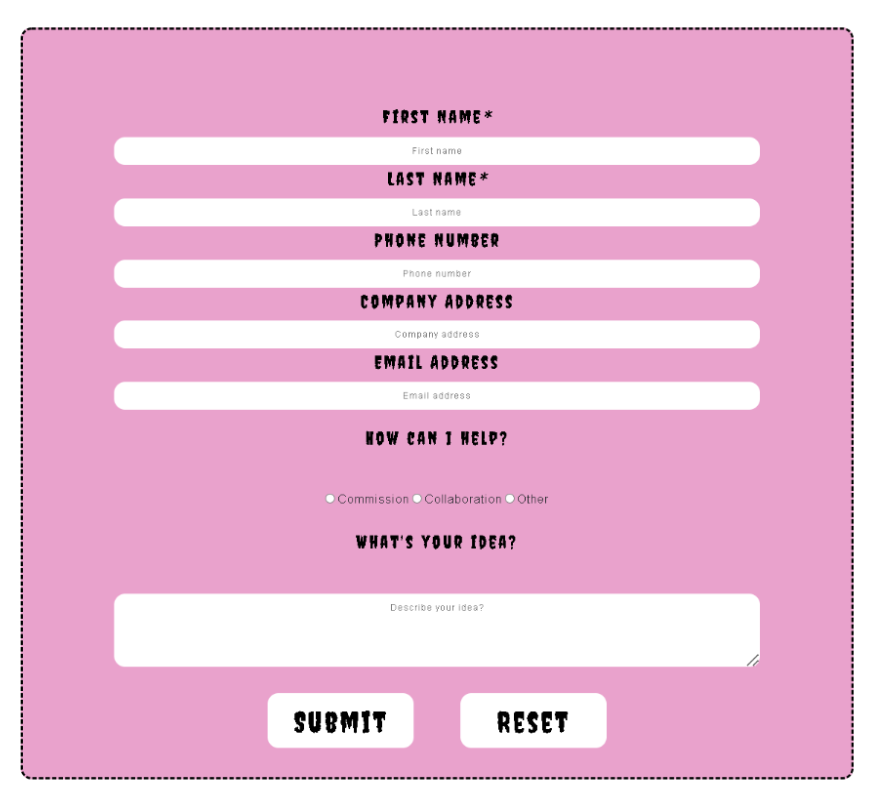 FIRST NAME*
First name
LAST NAME*
Last name
PHONE NUMBER
Phone number
COMPANY ADDRESS
Company address
EMAIL ADDRESS
Email address
HOW CAN I HELP?
Commission Collaboration Other
WHAT'S YOUR IDEA?
Describe your idea?
SUBMIT RESET